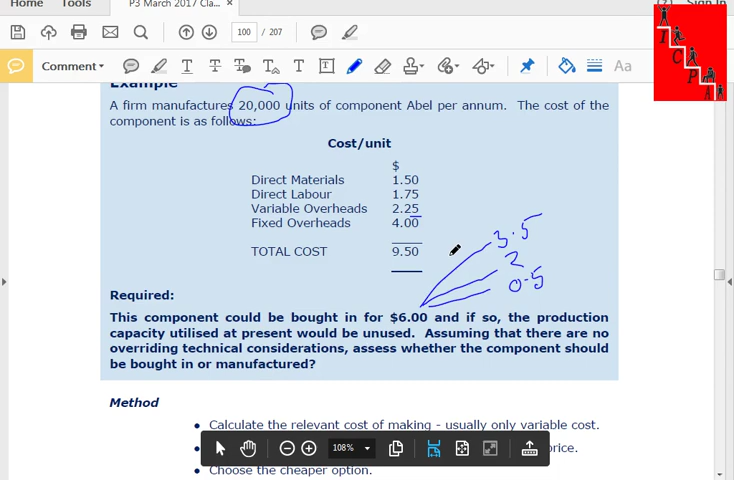 Home Tools P3 March 2017 Cla... ×
100 / 207
Comment
Aa
I
C
P
A
Example
A firm manufactures 20,000 units of component Abel per annum. The cost of the
component is as follows:
Cost/unit
$
Direct Materials 1.50
Direct Labour 1.75
Variable Overheads 2.25
Fixed Overheads 4.00
TOTAL COST 9.50
3.5
2
0.5
Required:
This component could be bought in for $6.00 and if so, the production
capacity utilised at present would be unused. Assuming that there are no
overriding technical considerations, assess whether the component should
be bought in or manufactured?
Method
• Calculate the relevant cost of making - usually only variable cost.
108%
price.
• Choose the cheaper option.